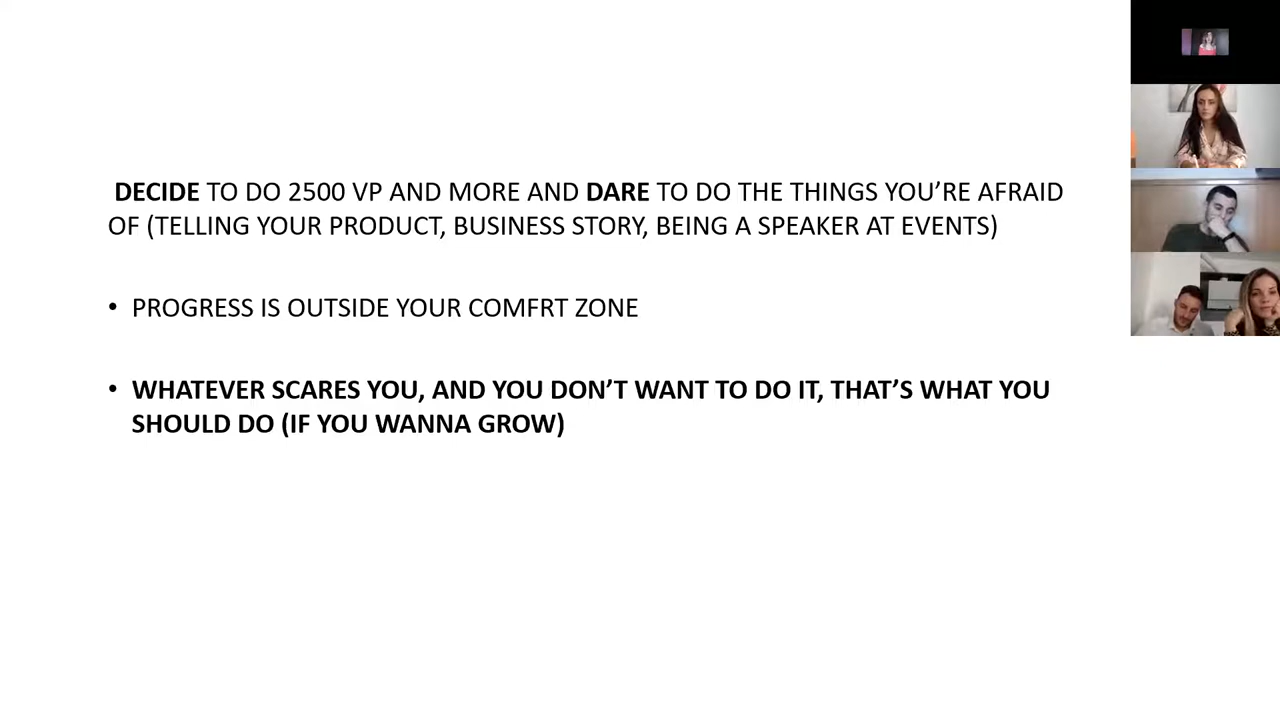 DECIDE TO DO 2500 VP AND MORE AND DARE TO DO THE THINGS YOU’RE AFRAID
OF (TELLING YOUR PRODUCT, BUSINESS STORY, BEING A SPEAKER AT EVENTS)
• PROGRESS IS OUTSIDE YOUR COMFRT ZONE
• WHATEVER SCARES YOU, AND YOU DON’T WANT TO DO IT, THAT’S WHAT YOU
SHOULD DO (IF YOU WANNA GROW)